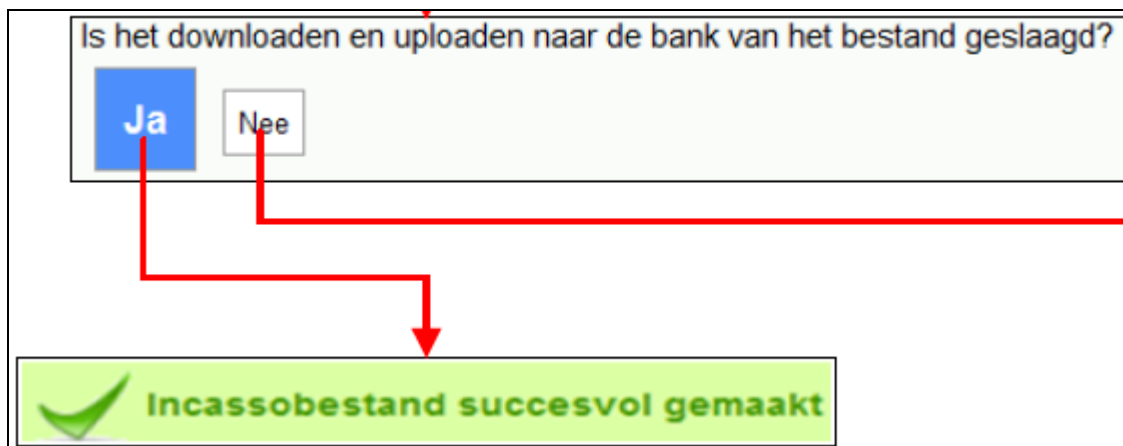 Is het downloaden en uploaden naar de bank van het bestand geslaagd?
Ja Nee
Incassobestand succesvol gemaakt